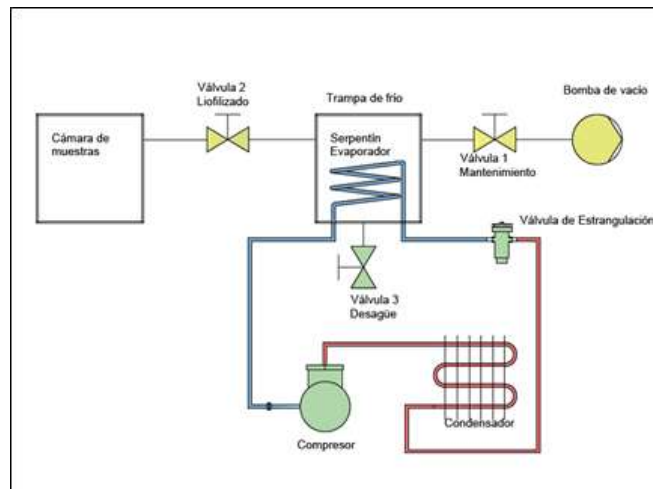 Válvula 2
Liofilizado
Trampa de frío
Bomba de vacío
Cámara de
muestras
Serpentín
Evaporador
Válvula 1
Mantenimiento
Válvula de Estrangulación
Válvula 3
Desagüe
Condensador
Compresor